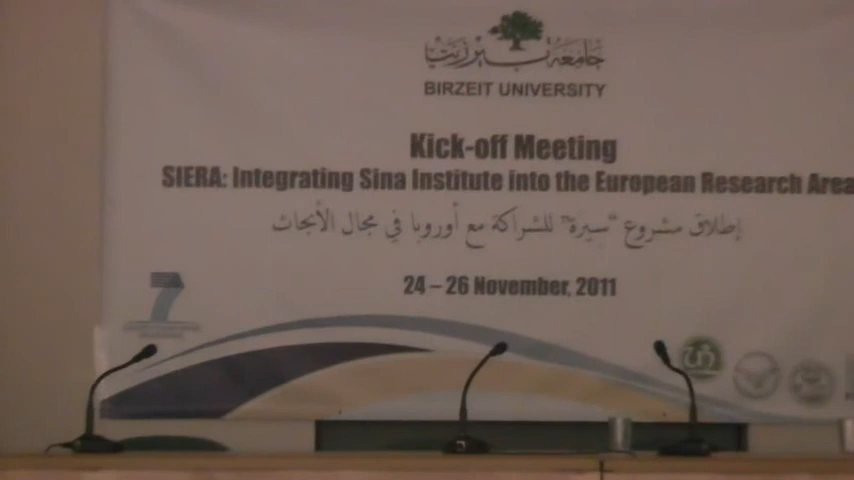 جامعة بيرزيت
BIRZEIT UNIVERSITY
Kick-off Meeting
SIERA: Integrating Sina Institute into the European Research Area
إطلاق مشروع "سيرة" للشراكة مع أوروبا في مجال الأبحاث
24 – 26 November, 2011
7